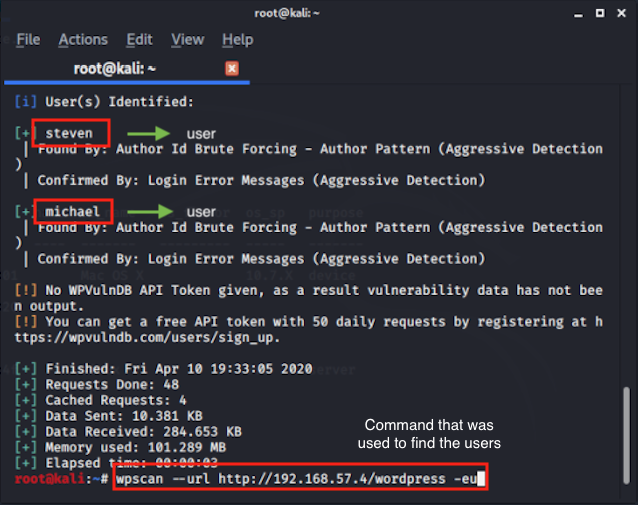 root@kali: ~
File Actions Edit View Help
root@kali: ~
[i] User(s) Identified:
[+] steven user
| Found By: Author Id Brute Forcing - Author Pattern (Aggressive Detection
)
| Confirmed By: Login Error Messages (Aggressive Detection)
[+] michael user
| Found By: Author Id Brute Forcing - Author Pattern (Aggressive Detection
)
| Confirmed By: Login Error Messages (Aggressive Detection)
[!] No WPVulnDB API Token given, as a result vulnerability data has not bee
n output.
[!] You can get a free API token with 50 daily requests by registering at h
ttps://wpvulndb.com/users/sign_up.
[+] Finished: Fri Apr 10 19:33:05 2020
[+] Requests Done: 48
[+] Cached Requests: 4
[+] Data Sent: 10.381 KB
[+] Data Received: 284.653 KB
[+] Memory used: 101.289 MB
[+] Elapsed time: 00:00:03
Command that was
used to find the users
root@kali:~# wpscan --url http://192.168.57.4/wordpress -eu